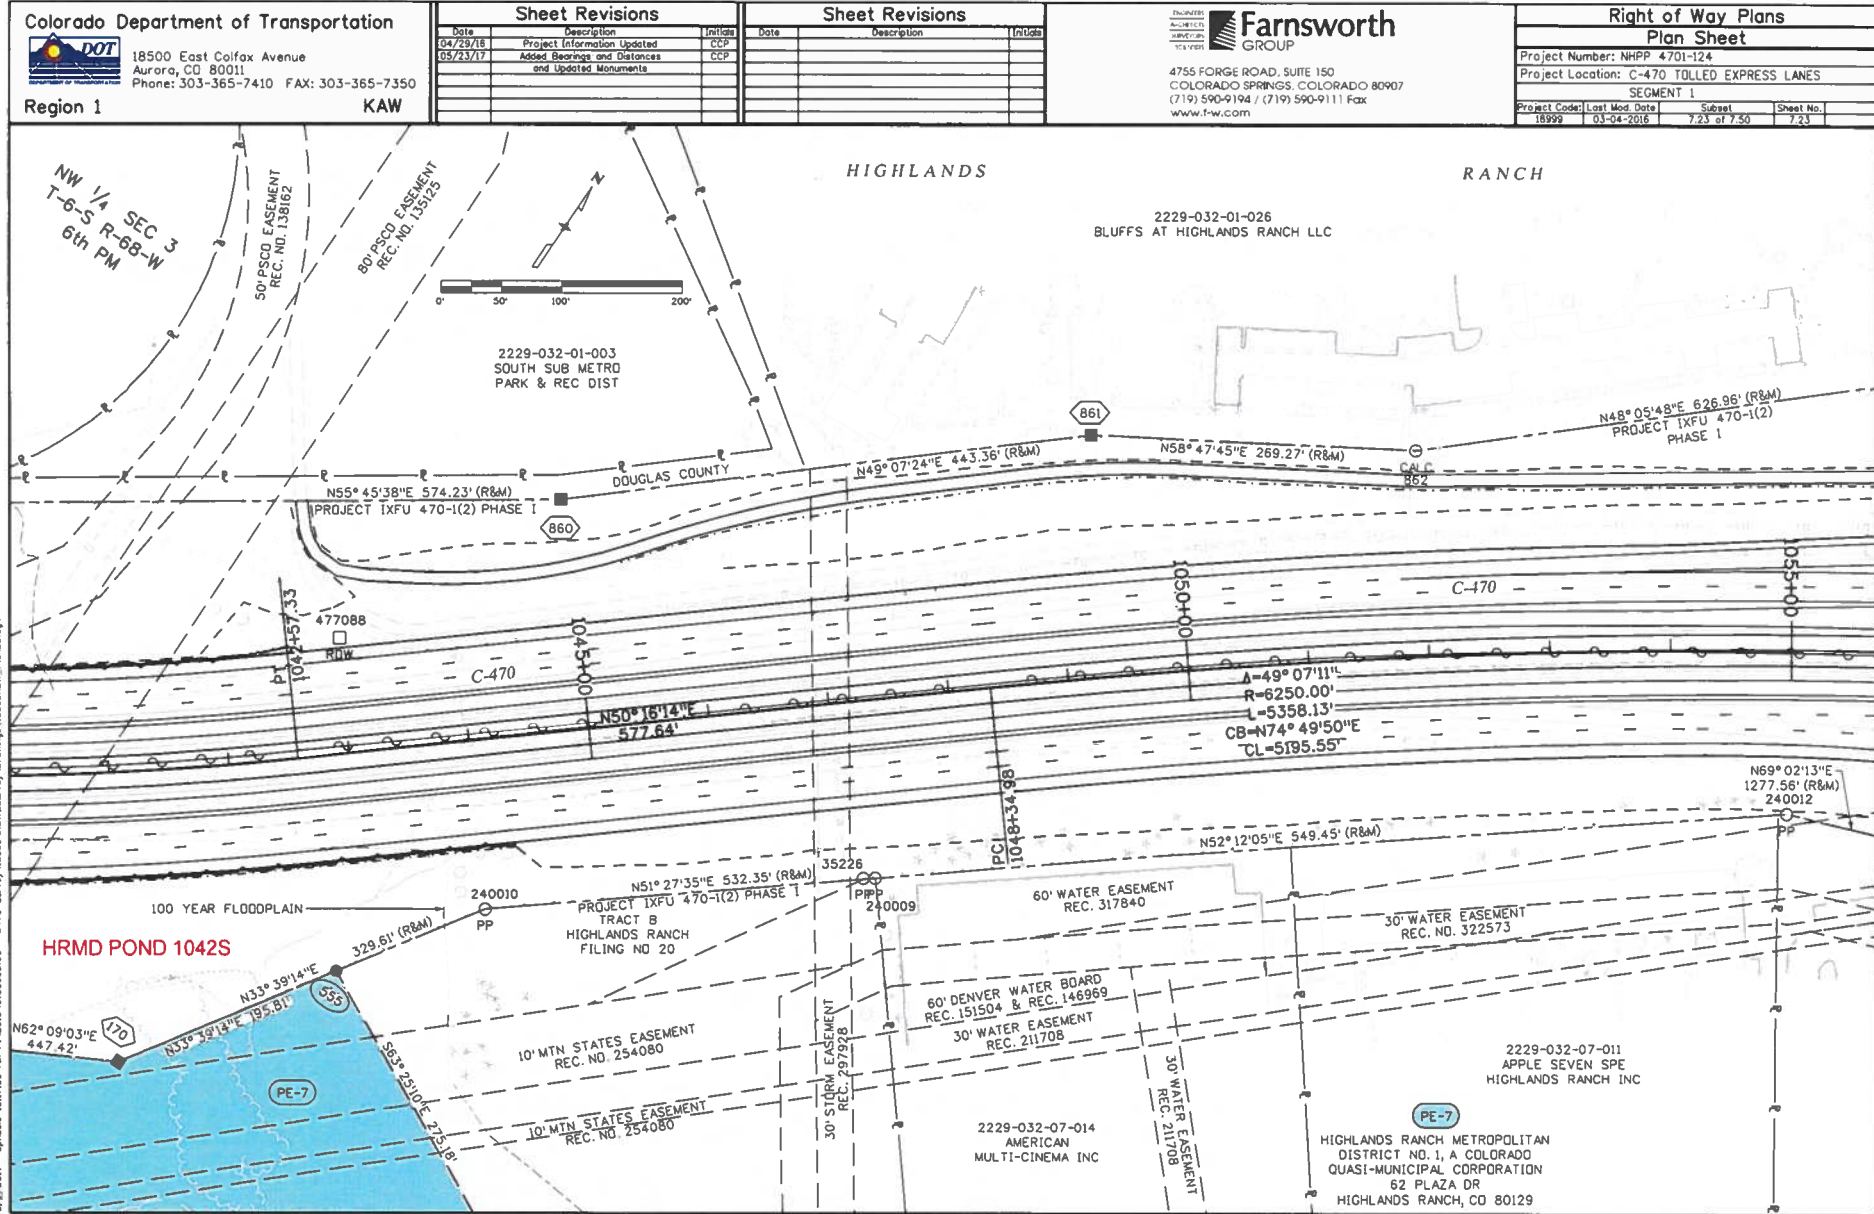 Colorado Department of Transportation
DOT
DEPARTMENT OF TRANSPORTATION
18500 East Colfax Avenue
Aurora, CO 80011
Phone: 303-365-7410 FAX: 303-365-7350
Region 1 KAW
Sheet Revisions
Date Description Initials
04/29/16 Project Information Updated CCP
05/23/17 Added Bearings and Distances CCP
and Updated Monuments
Sheet Revisions
Date Description Initials
ENGINEERS
ARCHITECTS
SURVEYORS
SCIENTISTS
Farnsworth
GROUP
4755 FORGE ROAD, SUITE 150
COLORADO SPRINGS, COLORADO 80907
(719) 590-9194 / (719) 590-9111 Fax
www.f-w.com
Right of Way Plans
Plan Sheet
Project Number: NHPP 4701-124
Project Location: C-470 TOLLED EXPRESS LANES
SEGMENT 1
Project Code: Last Mod. Date Subset Sheet No.
18999 03-04-2016 7.23 of 7.50 7.23
NW 1/4 SEC 3
T-6-S R-68-W
6th PM
50' PSCO EASEMENT
REC. NO. 138162
80' PSCO EASEMENT
REC. NO. 135125
N
0' 50' 100' 200'
HIGHLANDS RANCH
2229-032-01-026
BLUFFS AT HIGHLANDS RANCH LLC
2229-032-01-003
SOUTH SUB METRO
PARK & REC DIST
861
N48° 05'48"E 626.96' (R&M)
PROJECT IXFU 470-1(2)
PHASE I
N58° 47'45"E 269.27' (R&M)
N49° 07'24"E 443.36' (R&M)
CALC
862
DOUGLAS COUNTY
N55° 45'38"E 574.23' (R&M)
PROJECT IXFU 470-1(2) PHASE I
860
PT
1042+57.33
477088
ROW
1045+00
1050+00
1055+00
C-470
C-470
N50° 16'14"E
577.64'
Δ=49° 07'11"
R=6250.00'
L=5358.13'
CB=N74° 49'50"E
CL=5195.55'
PC
1048+34.98
N69° 02'13"E
1277.56' (R&M)
240012
PP
N52° 12'05"E 549.45' (R&M)
35226
PP
PP
240009
N51° 27'35"E 532.35' (R&M)
PROJECT IXFU 470-1(2) PHASE I
TRACT B
HIGHLANDS RANCH
FILING NO 20
240010
PP
100 YEAR FLOODPLAIN
329.61' (R&M)
HRMD POND 1042S
N33° 39'14"E
N33° 39'14"E 195.81'
555
170
N62° 09'03"E
447.42'
PE-7
S63° 25'10"E 275.18'
60' WATER EASEMENT
REC. 317840
30' WATER EASEMENT
REC. NO. 322573
60' DENVER WATER BOARD
REC. 151504 & REC. 146969
30' WATER EASEMENT
REC. 211708
10' MTN STATES EASEMENT
REC. NO. 254080
10' MTN STATES EASEMENT
REC. NO. 254080
30' STORM EASEMENT
REC. 297928
30' WATER EASEMENT
REC. 211708
2229-032-07-014
AMERICAN
MULTI-CINEMA INC
2229-032-07-011
APPLE SEVEN SPE
HIGHLANDS RANCH INC
PE-7
HIGHLANDS RANCH METROPOLITAN
DISTRICT NO. 1, A COLORADO
QUASI-MUNICIPAL CORPORATION
62 PLAZA DR
HIGHLANDS RANCH, CO 80129